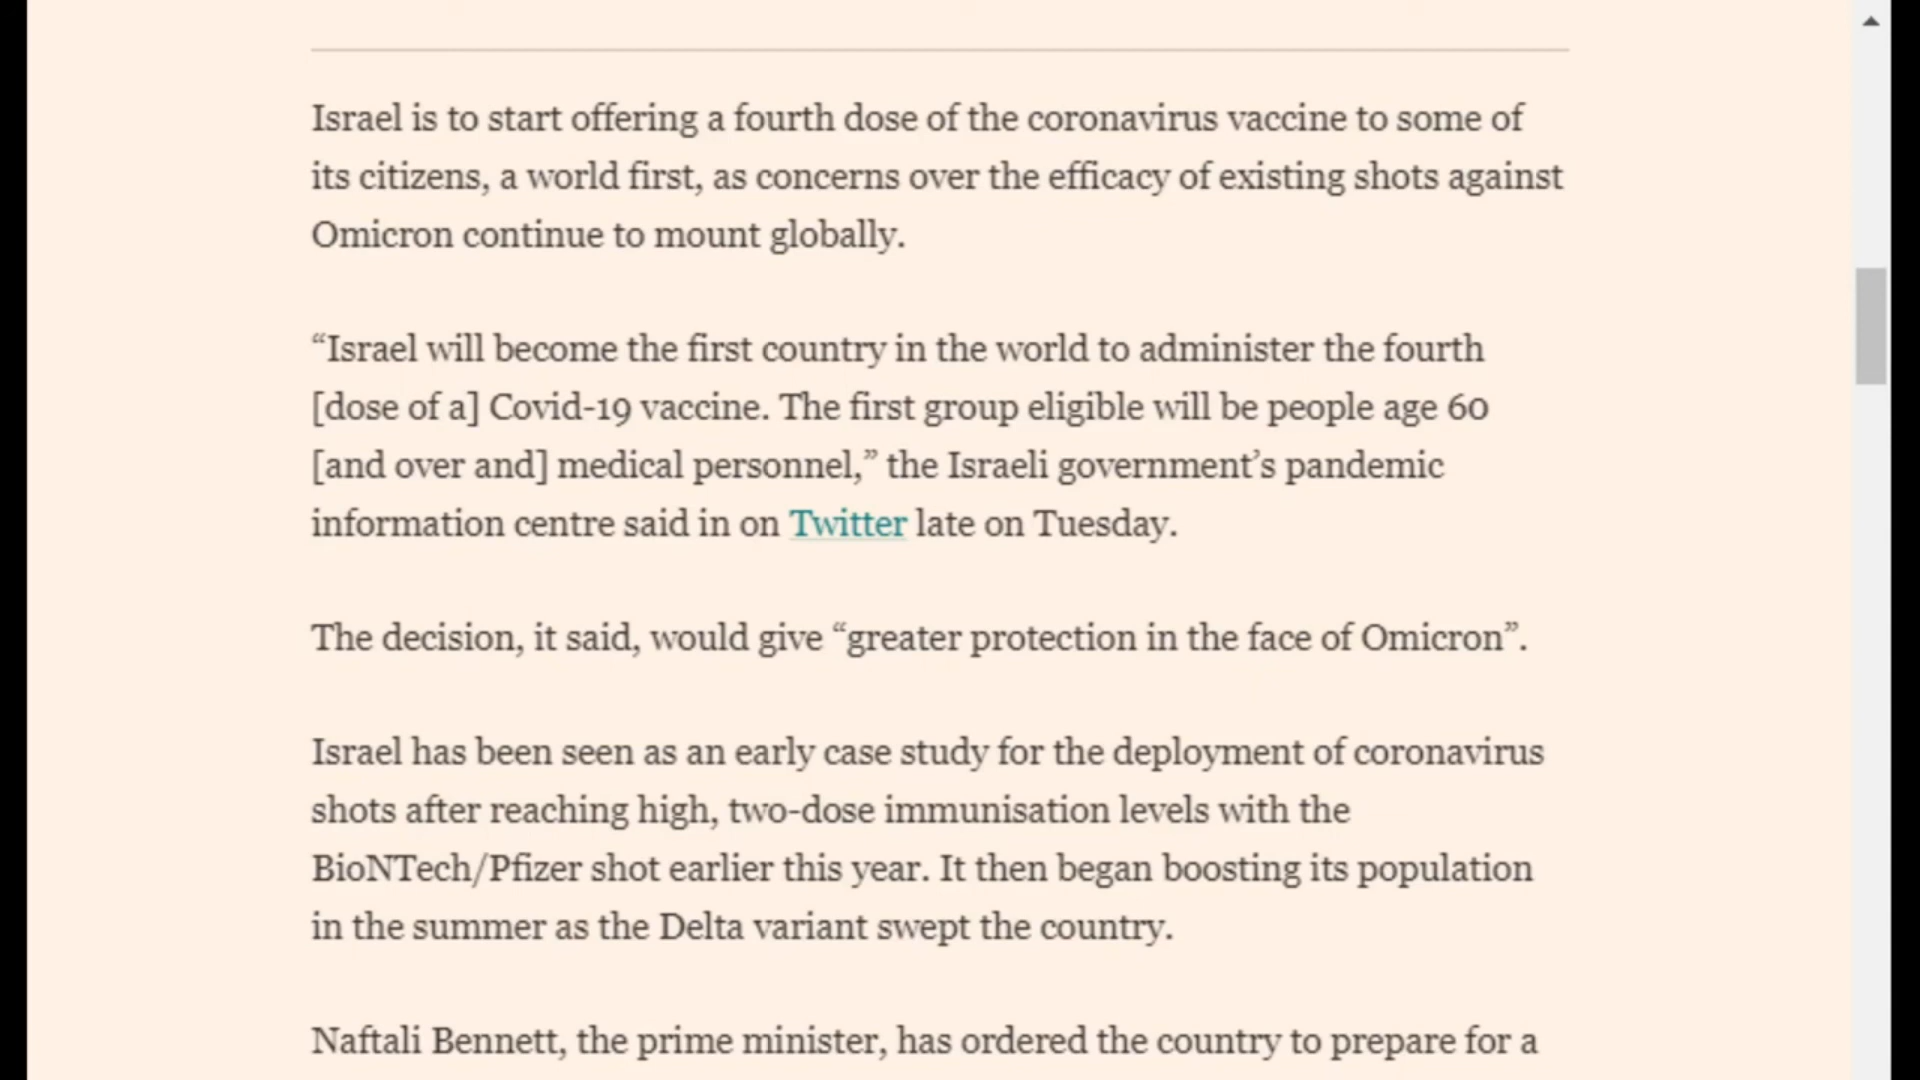 Israel is to start offering a fourth dose of the coronavirus vaccine to some of
its citizens, a world first, as concerns over the efficacy of existing shots against
Omicron continue to mount globally.
“Israel will become the first country in the world to administer the fourth
[dose of a] Covid-19 vaccine. The first group eligible will be people age 60
[and over and] medical personnel,” the Israeli government’s pandemic
information centre said in on Twitter late on Tuesday.
The decision, it said, would give “greater protection in the face of Omicron”.
Israel has been seen as an early case study for the deployment of coronavirus
shots after reaching high, two-dose immunisation levels with the
BioNTech/Pfizer shot earlier this year. It then began boosting its population
in the summer as the Delta variant swept the country.
Naftali Bennett, the prime minister, has ordered the country to prepare for a